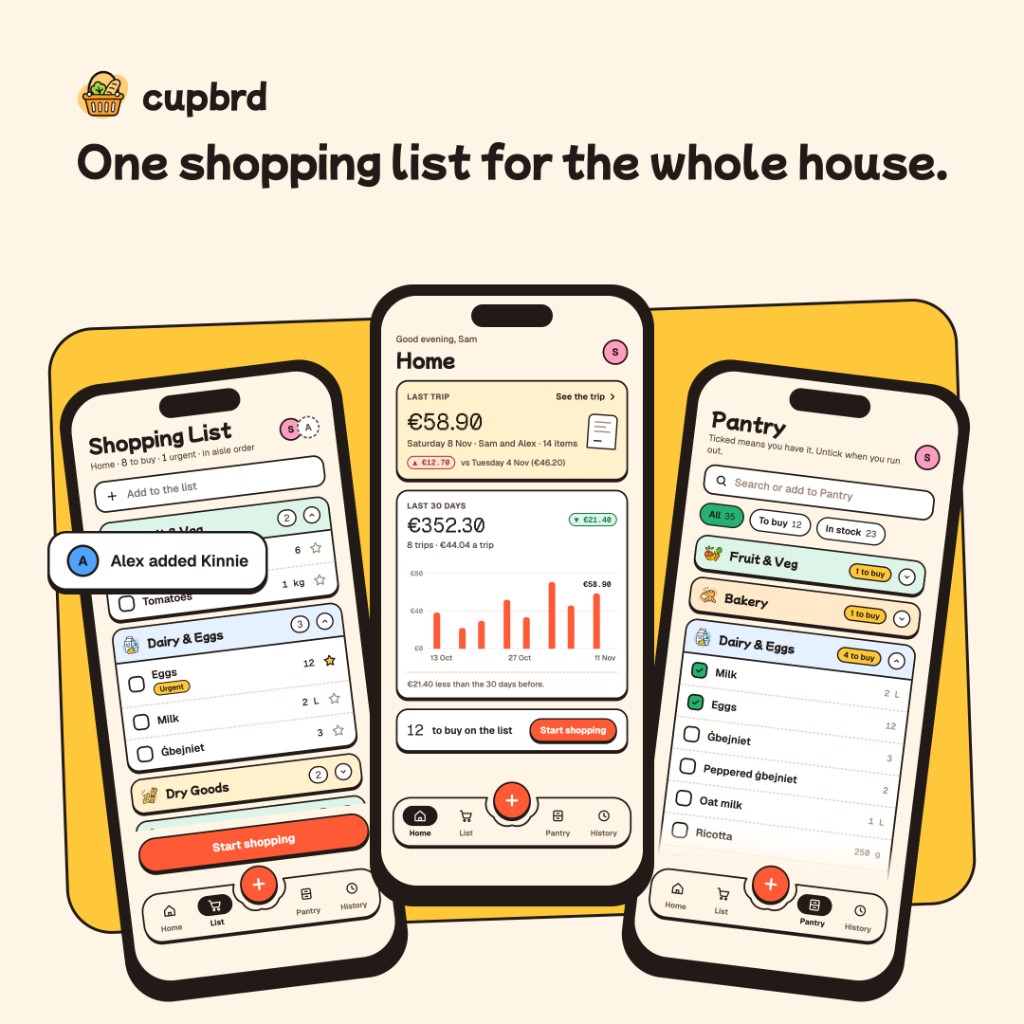 cupbrd
One shopping list for the whole house.
Shopping List
S
A
Home · 8 to buy · 1 urgent · in aisle order
+ Add to the list
& Veg
2
6
A
Alex added Kinnie
Tomatoes
1 kg
Dairy & Eggs
3
Eggs
12
Urgent
Milk
2 L
Ġbejniet
3
Dry Goods
2
Start shopping
+
Home
List
Pantry
History
Good evening, Sam
Home
S
LAST TRIP
See the trip >
€58.90
Saturday 8 Nov · Sam and Alex · 14 items
▲ €12.70
vs Tuesday 4 Nov (€46.20)
LAST 30 DAYS
€352.30
▼ €21.40
8 trips · €44.04 a trip
€80
€58.90
€40
€0
13 Oct
27 Oct
11 Nov
€21.40 less than the 30 days before.
12 to buy on the list
Start shopping
+
Home
List
Pantry
History
Pantry
Ticked means you have it. Untick when you run
out.
S
Search or add to Pantry
All 35
To buy 12
In stock 23
Fruit & Veg
1 to buy
Bakery
1 to buy
Dairy & Eggs
4 to buy
Milk
2 L
Eggs
12
Ġbejniet
3
Peppered ġbejniet
2
Oat milk
1 L
Ricotta
250 g
+
Home
List
Pantry
History